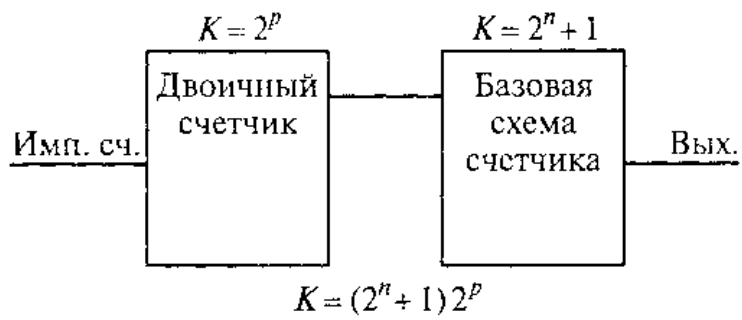 K = 2^p
K = 2^n + 1
Двоичный
счетчик
Базовая
схема
счетчика
Имп. сч.
Вых.
K = (2^n + 1) 2^p